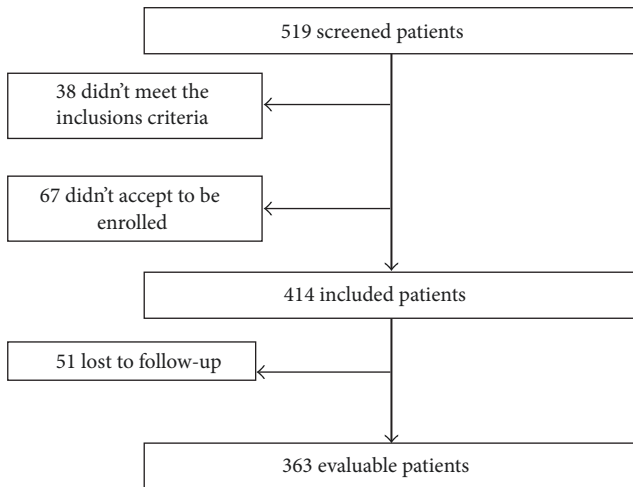 519 screened patients
38 didn't meet the
inclusions criteria
67 didn't accept to be
enrolled
414 included patients
51 lost to follow-up
363 evaluable patients